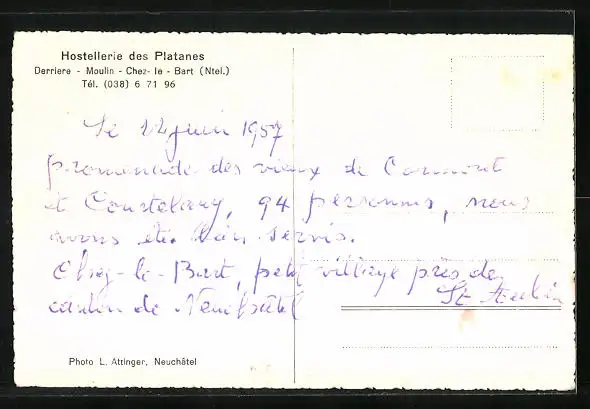 Hostellerie des Platanes
Derriere - Moulin - Chez- le - Bart (Ntel.)
Tél. (038) 6 71 96
Le 12 juin 1957
promenade des vieux de Cormoret
et Courtelary, 94 personnes, nous
avons été bien servis.
Chez-le-Bart, petit village près de
St Aubin
canton de Neuchâtel
Photo L. Attinger, Neuchâtel